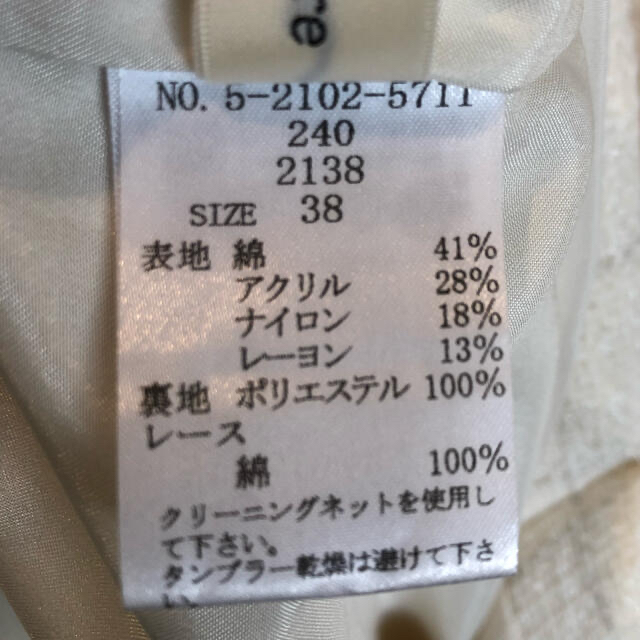 re
NO. 5-2102-5711
240
2138
SIZE 38
表地 綿 41%
アクリル 28%
ナイロン 18%
レーヨン 13%
裏地 ポリエステル 100%
レース
綿 100%
クリーニングネットを使用し
て下さい。
タンブラー乾燥は避けて下さ